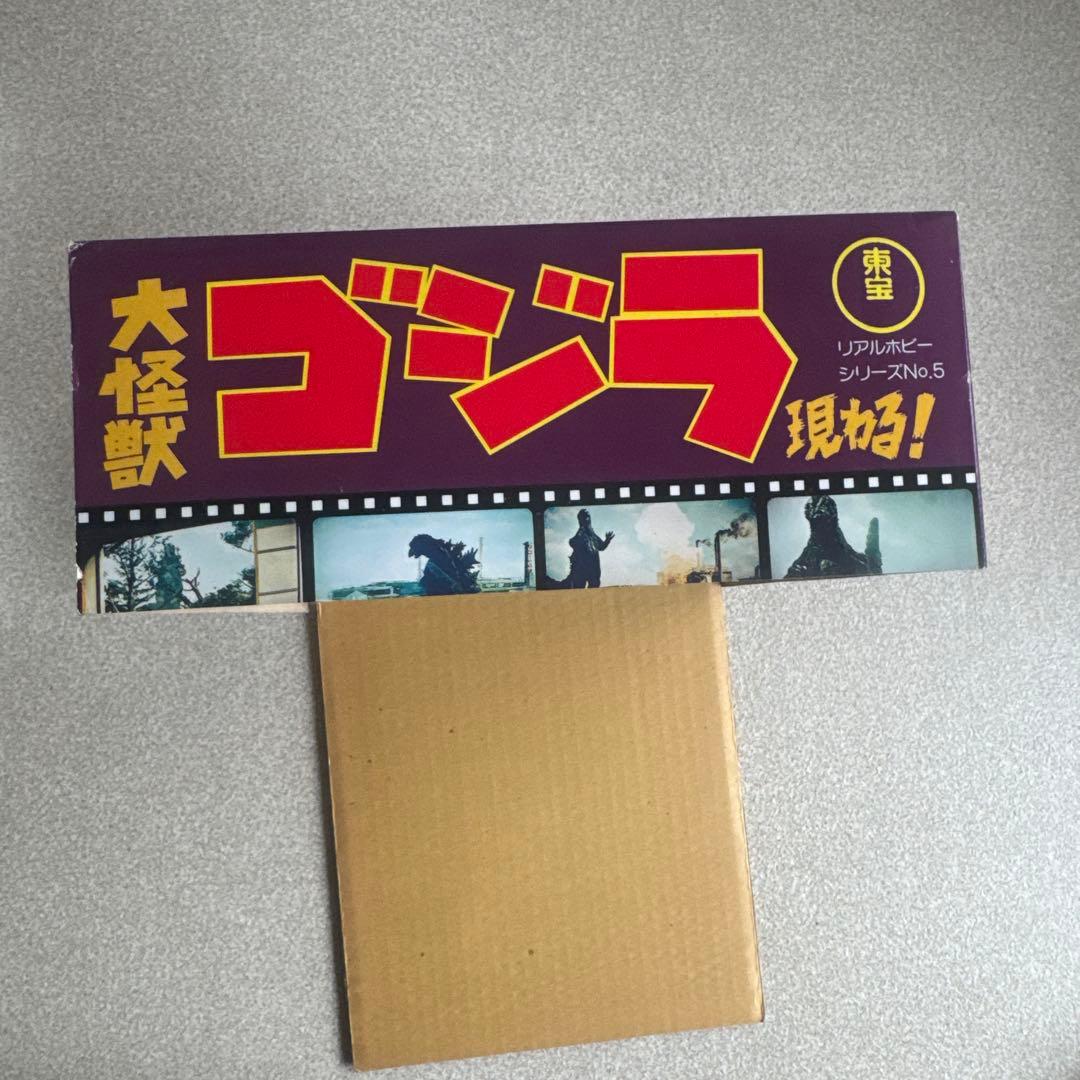 大怪獣
ゴジラ
現わる!
東宝
リアルホビー
シリーズNo.5